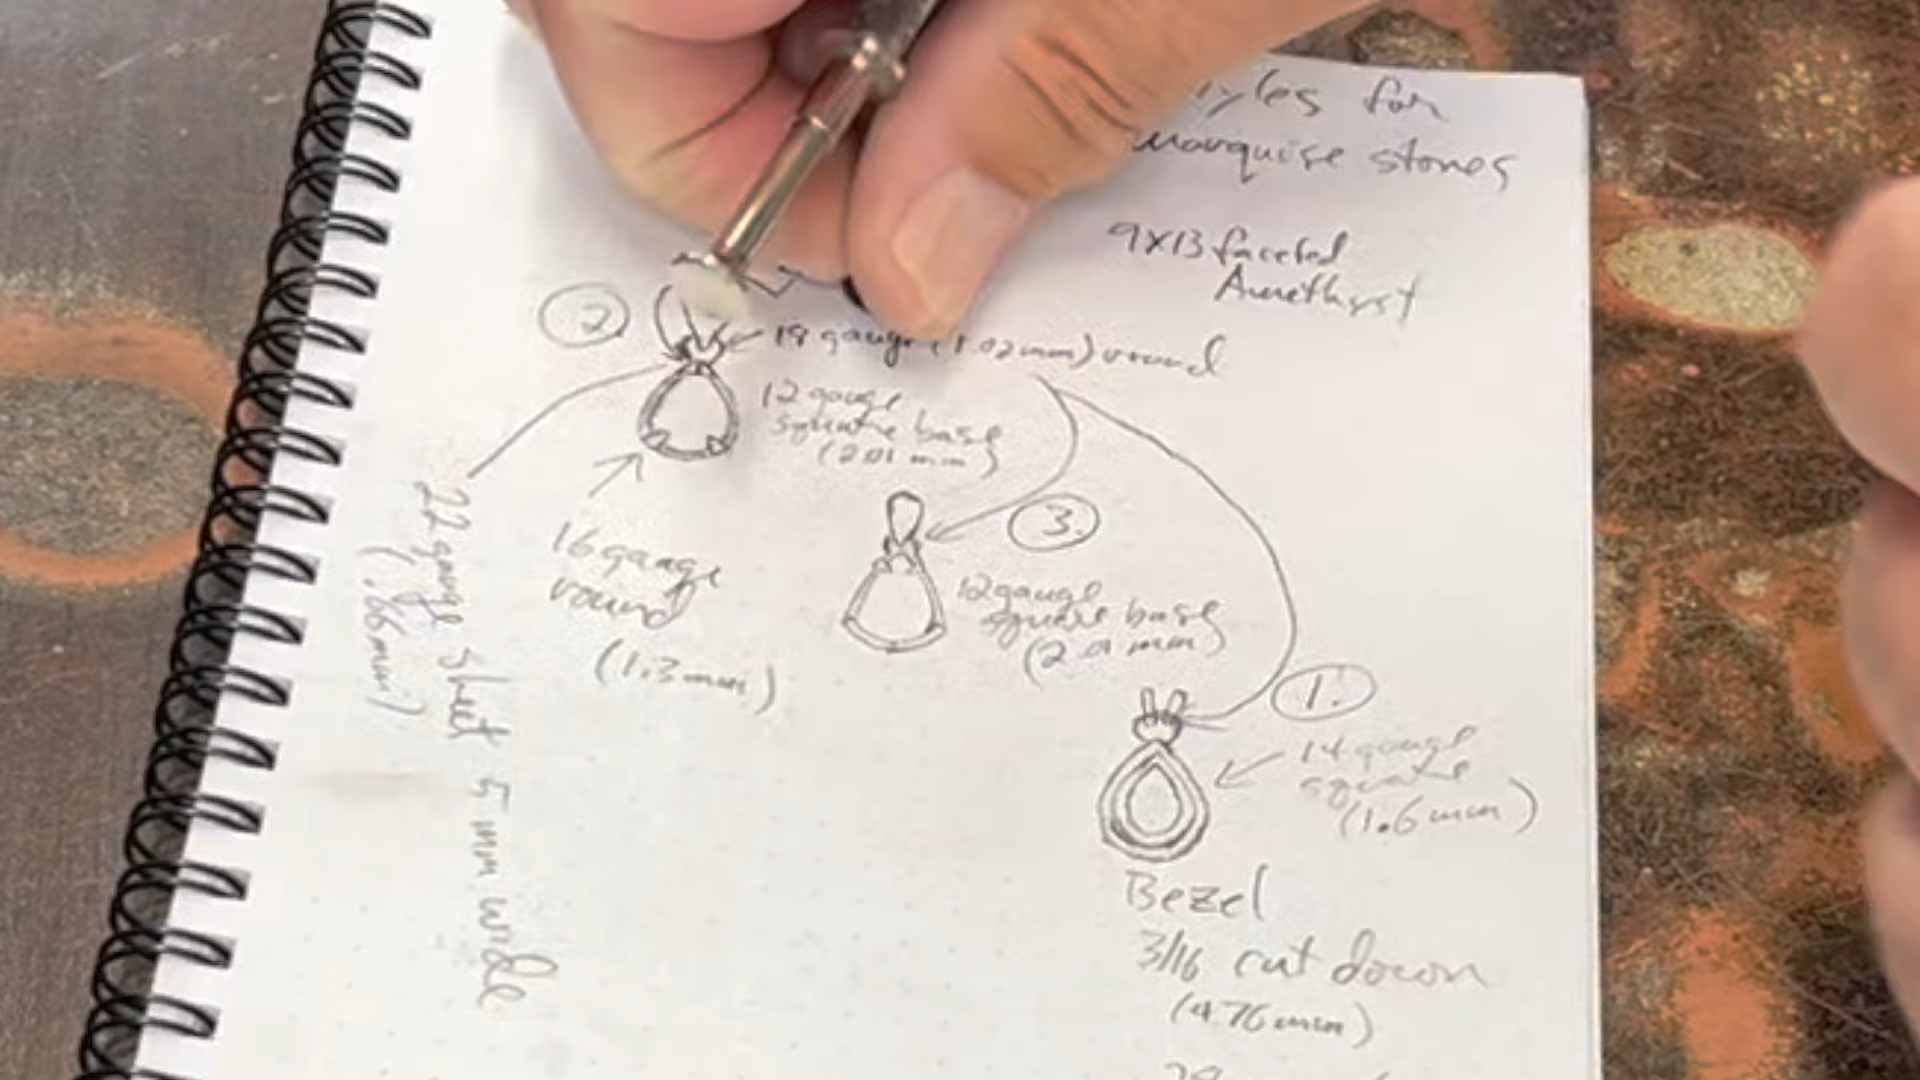 for
marquise stones
9x13 faceted
Amethyst
2.
18 gauge (1.02mm) round
12 gauge
square base
(2.01 mm)
3.
16 gauge
round
(1.3mm)
12 gauge
square base
(2.01 mm)
22 gauge sheet 5 mm wide
(.66mm)
1.
14 gauge
square
(1.6mm)
Bezel
3/16 cut down
(4.76mm)